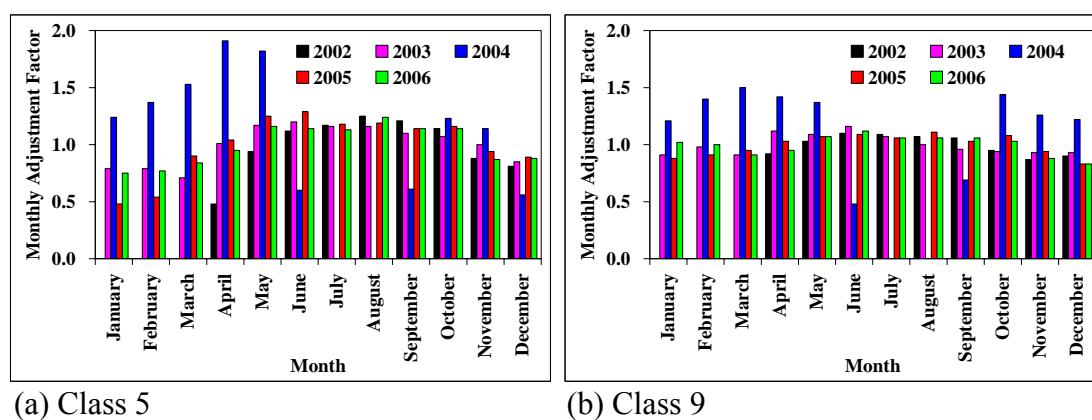 Monthly Adjustment Factor
2.0
1.5
1.0
0.5
0.0
2002 2003 2004
2005 2006
January
February
March
April
May
June
July
August
September
October
November
December
Month
(a) Class 5
Monthly Adjustment Factor
2.0
1.5
1.0
0.5
0.0
2002 2003 2004
2005 2006
January
February
March
April
May
June
July
August
September
October
November
December
Month
(b) Class 9